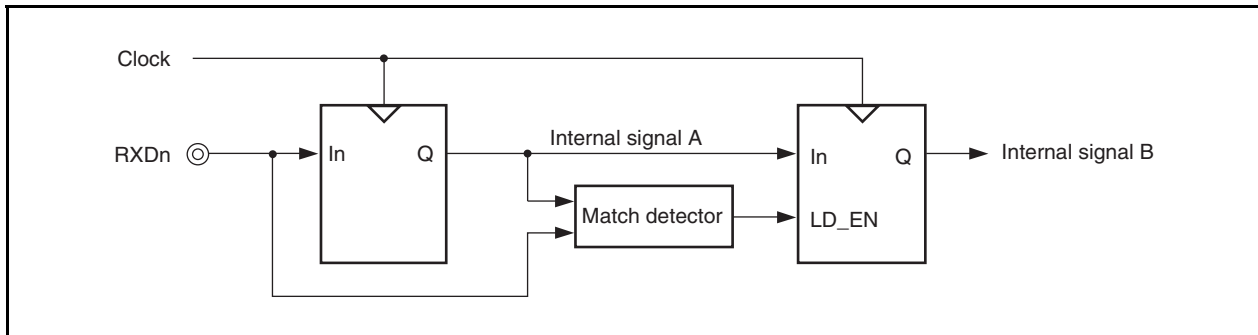 Clock
RXDn
In
Q
Internal signal A
Match detector
In
Q
LD_EN
Internal signal B